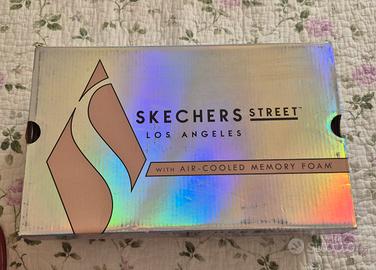 SKECHERS STREET™
LOS ANGELES
WITH AIR-COOLED MEMORY FOAM